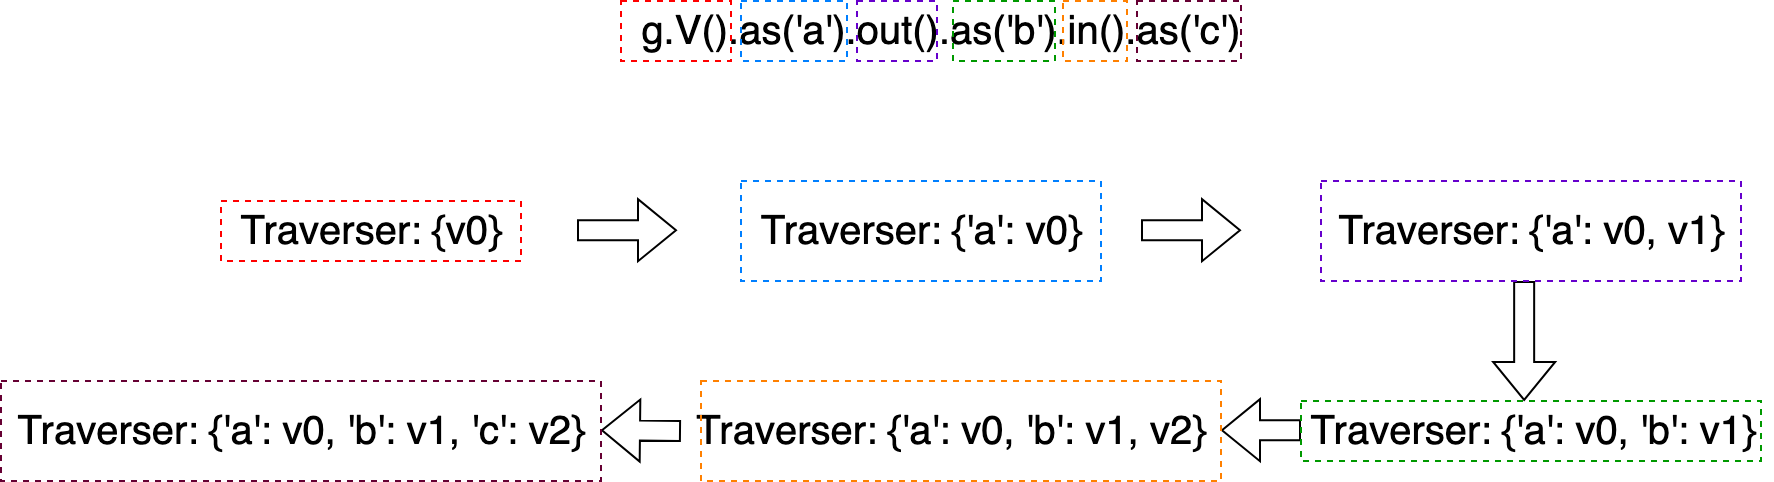 g.V().as('a').out().as('b').in().as('c')
Traverser: {v0}
Traverser: {'a': v0}
Traverser: {'a': v0, v1}
Traverser: {'a': v0, 'b': v1}
Traverser: {'a': v0, 'b': v1, v2}
Traverser: {'a': v0, 'b': v1, 'c': v2}